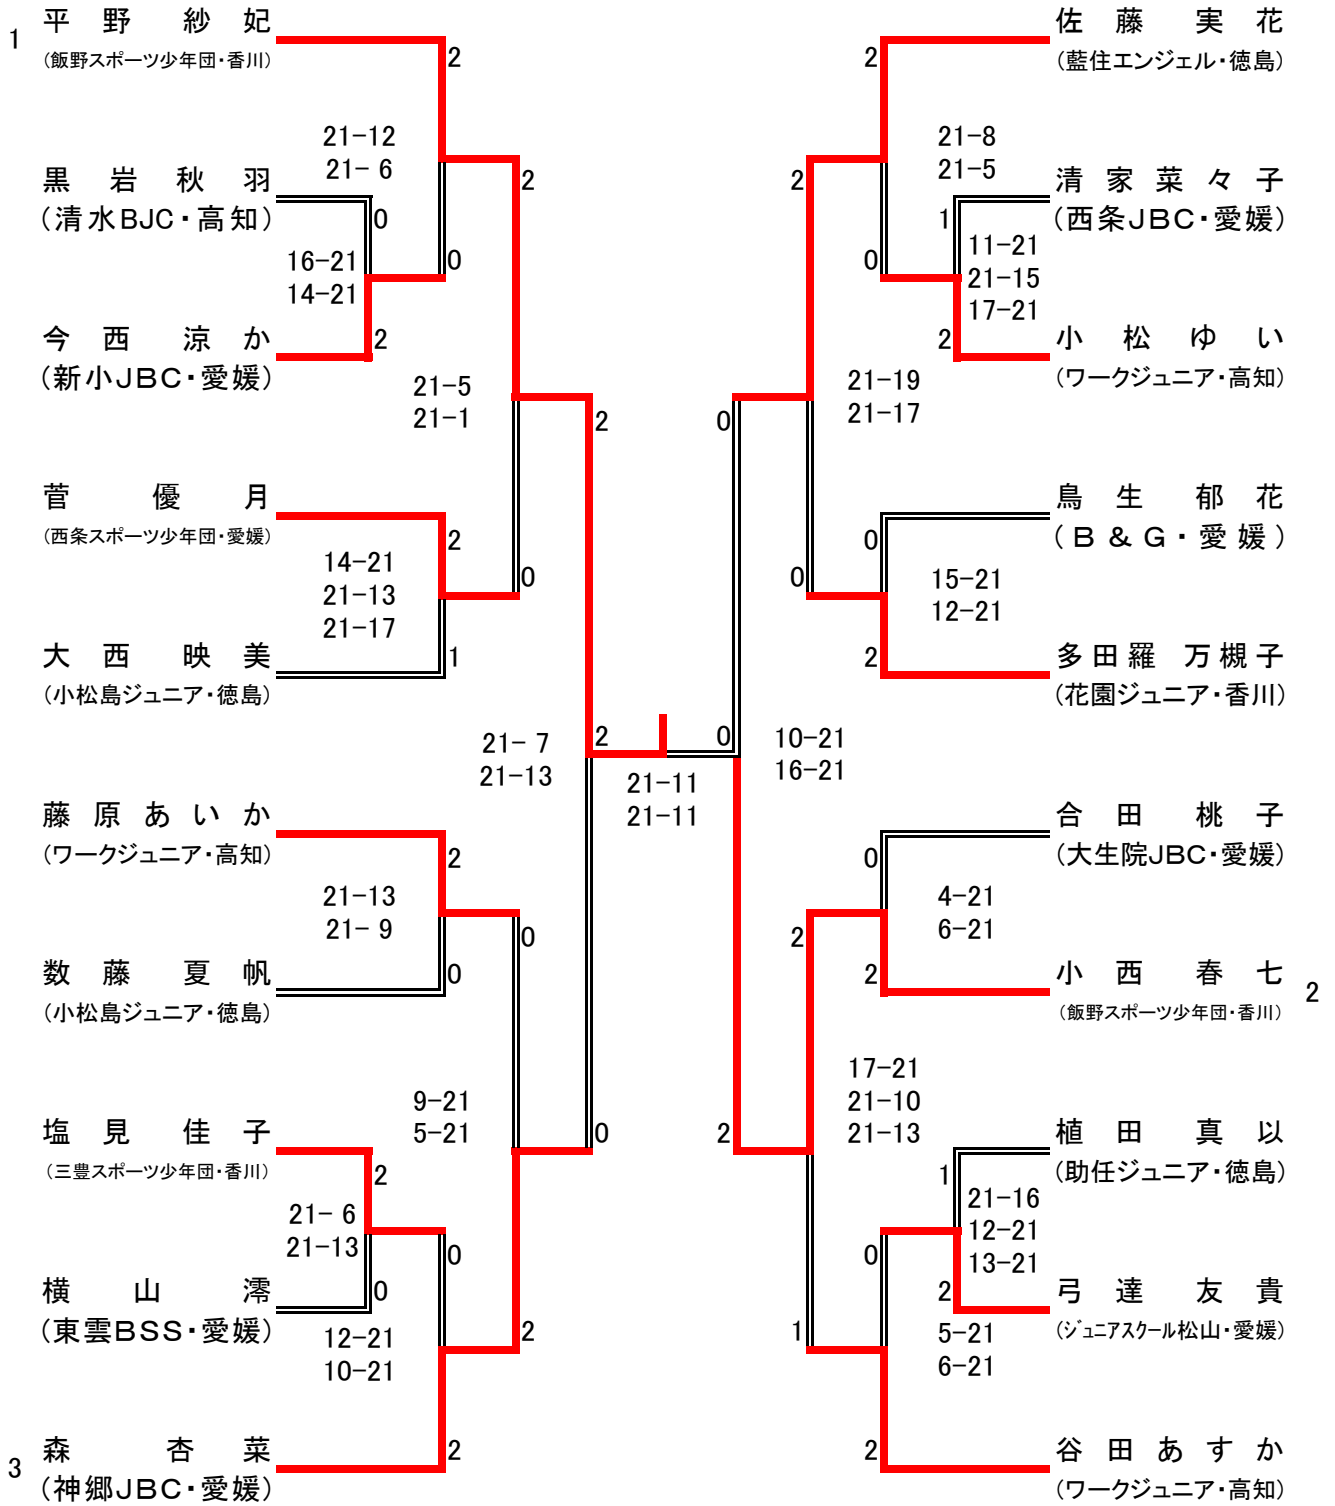 1
平野 紗妃
(飯野スポーツ少年団・香川)
2
21-12
21- 6
2
黒岩秋羽
(清水BJC・高知)
0
16-21
14-21
0
今西 涼か
(新小JBC・愛媛)
2
21-5
21-1
2
菅 優月
(西条スポーツ少年団・愛媛)
2
14-21
21-13
21-17
0
大西 映美
(小松島ジュニア・徳島)
1
21- 7
21-13
2
藤原あいか
(ワークジュニア・高知)
2
21-13
21- 9
0
数藤 夏帆
(小松島ジュニア・徳島)
0
9-21
5-21
0
塩見 佳子
(三豊スポーツ少年団・香川)
2
21- 6
21-13
0
横山 澪
(東雲BSS・愛媛)
0
12-21
10-21
2
3
森 杏菜
(神郷JBC・愛媛)
2
21-11
21-11
佐藤 実花
(藍住エンジェル・徳島)
2
21-8
21-5
2
清家菜々子
(西条JBC・愛媛)
1
11-21
21-15
17-21
0
小松ゆい
(ワークジュニア・高知)
2
21-19
21-17
0
鳥生 郁花
(B&G・愛媛)
0
15-21
12-21
0
多田羅 万槻子
(花園ジュニア・香川)
2
0
10-21
16-21
合田 桃子
(大生院JBC・愛媛)
0
4-21
6-21
2
小西 春七
(飯野スポーツ少年団・香川)
2
2
17-21
21-10
21-13
2
植田 真以
(助任ジュニア・徳島)
1
21-16
12-21
13-21
0
弓達 友貴
(ジュニアスクール松山・愛媛)
2
5-21
6-21
1
谷田あすか
(ワークジュニア・高知)
2